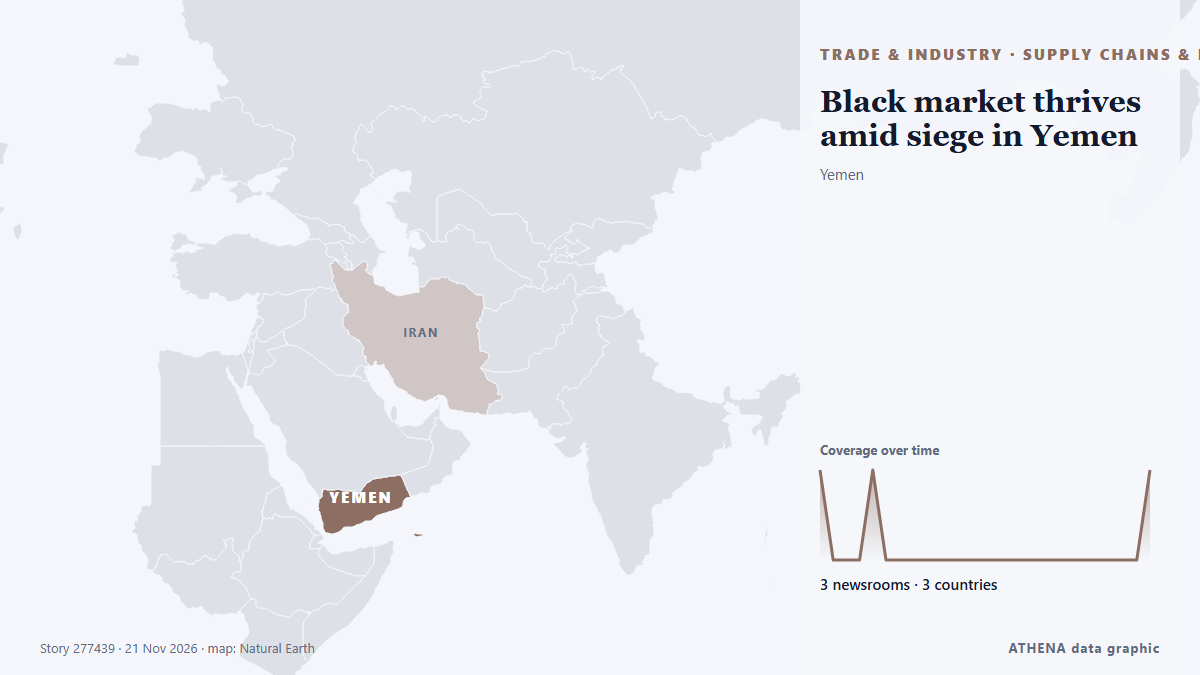 TRADE & INDUSTRY · SUPPLY CHAINS &
Black market thrives
amid siege in Yemen
Yemen
IRAN
YEMEN
Coverage over time
3 newsrooms · 3 countries
Story 277439 · 21 Nov 2026 · map: Natural Earth
ATHENA data graphic